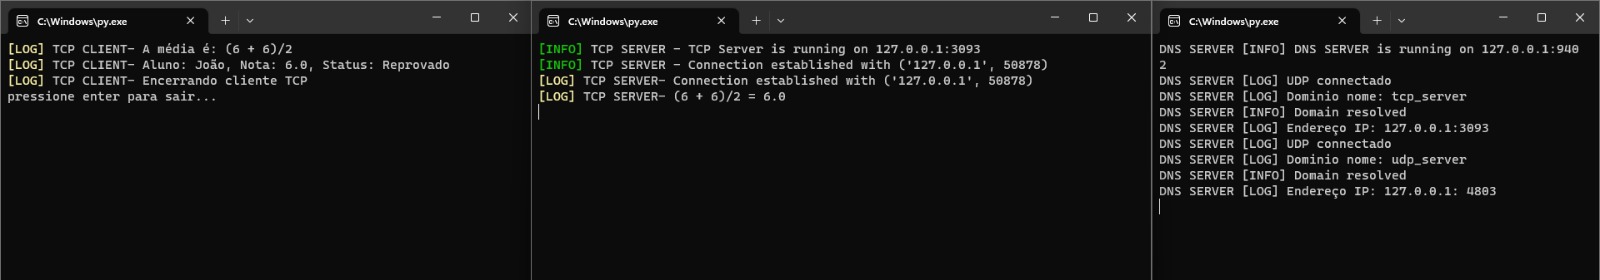 C:\Windows\py.exe
[LOG] TCP CLIENT- A média é: (6 + 6)/2
[LOG] TCP CLIENT- Aluno: João, Nota: 6.0, Status: Reprovado
[LOG] TCP CLIENT- Encerrando cliente TCP
pressione enter para sair...
C:\Windows\py.exe
[INFO] TCP SERVER - TCP Server is running on 127.0.0.1:3093
[INFO] TCP SERVER - Connection established with ('127.0.0.1', 50878)
[LOG] TCP SERVER- Connection established with ('127.0.0.1', 50878)
[LOG] TCP SERVER- (6 + 6)/2 = 6.0
C:\Windows\py.exe
DNS SERVER [INFO] DNS SERVER is running on 127.0.0.1:940
2
DNS SERVER [LOG] UDP connectado
DNS SERVER [LOG] Dominio nome: tcp_server
DNS SERVER [INFO] Domain resolved
DNS SERVER [LOG] Endereço IP: 127.0.0.1:3093
DNS SERVER [LOG] UDP connectado
DNS SERVER [LOG] Dominio nome: udp_server
DNS SERVER [INFO] Domain resolved
DNS SERVER [LOG] Endereço IP: 127.0.0.1: 4803